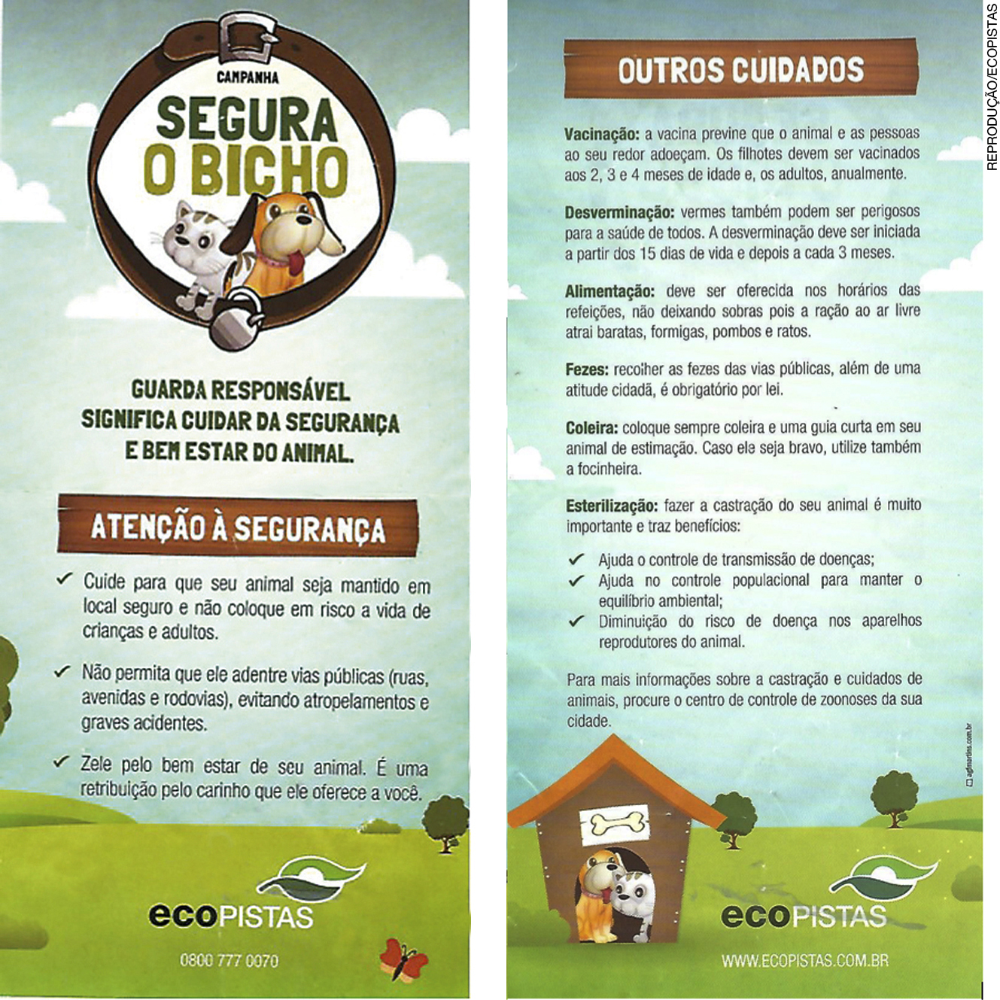 CAMPANHA
SEGURA
O BICHO
GUARDA RESPONSÁVEL
SIGNIFICA CUIDAR DA SEGURANÇA
E BEM ESTAR DO ANIMAL.
ATENÇÃO À SEGURANÇA
✓ Cuide para que seu animal seja mantido em
local seguro e não coloque em risco a vida de
crianças e adultos.
✓ Não permita que ele adentre vias públicas (ruas,
avenidas e rodovias), evitando atropelamentos e
graves acidentes.
✓ Zele pelo bem estar de seu animal. É uma
retribuição pelo carinho que ele oferece a você.
ecoPISTAS
0800 777 0070
OUTROS CUIDADOS
Vacinação: a vacina previne que o animal e as pessoas
ao seu redor adoeçam. Os filhotes devem ser vacinados
aos 2, 3 e 4 meses de idade e, os adultos, anualmente.
Desverminação: vermes também podem ser perigosos
para a saúde de todos. A desverminação deve ser iniciada
a partir dos 15 dias de vida e depois a cada 3 meses.
Alimentação: deve ser oferecida nos horários das
refeições, não deixando sobras pois a ração ao ar livre
atrai baratas, formigas, pombos e ratos.
Fezes: recolher as fezes das vias públicas, além de uma
atitude cidadã, é obrigatório por lei.
Coleira: coloque sempre coleira e uma guia curta em seu
animal de estimação. Caso ele seja bravo, utilize também
a focinheira.
Esterilização: fazer a castração do seu animal é muito
importante e traz benefícios:
✓ Ajuda o controle de transmissão de doenças;
✓ Ajuda no controle populacional para manter o
equilíbrio ambiental;
✓ Diminuição do risco de doença nos aparelhos
reprodutores do animal.
Para mais informações sobre a castração e cuidados de
animais, procure o centro de controle de zoonoses da sua
cidade.
agfmartins.com.br
ecoPISTAS
WWW.ECOPISTAS.COM.BR
REPRODUÇÃO/ECOPISTAS